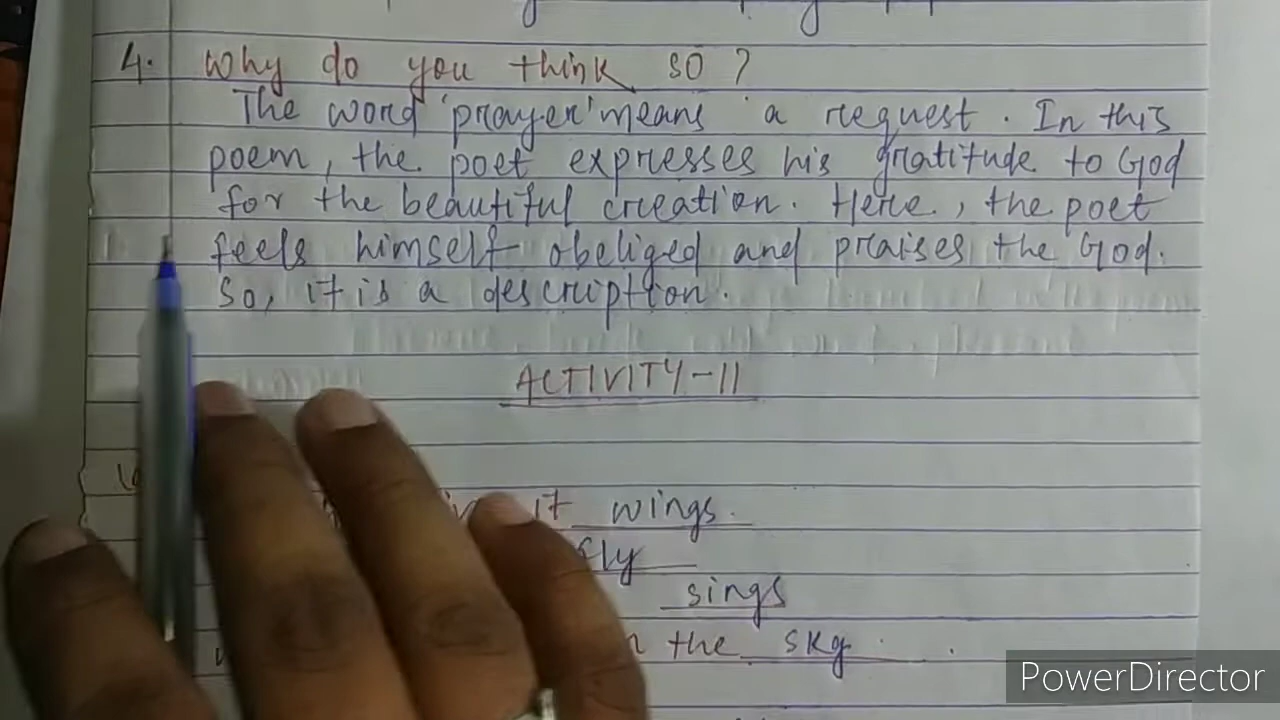 4. Why do you think so ?
The word 'prayer' means a request. In this
poem, the poet expresses his gratitude to God
for the beautiful creation. Here, the poet
feels himself obeliged and praises the God.
So, it is a description.
ACTIVITY-11
it wings.
fly
sings
the sky.
PowerDirector